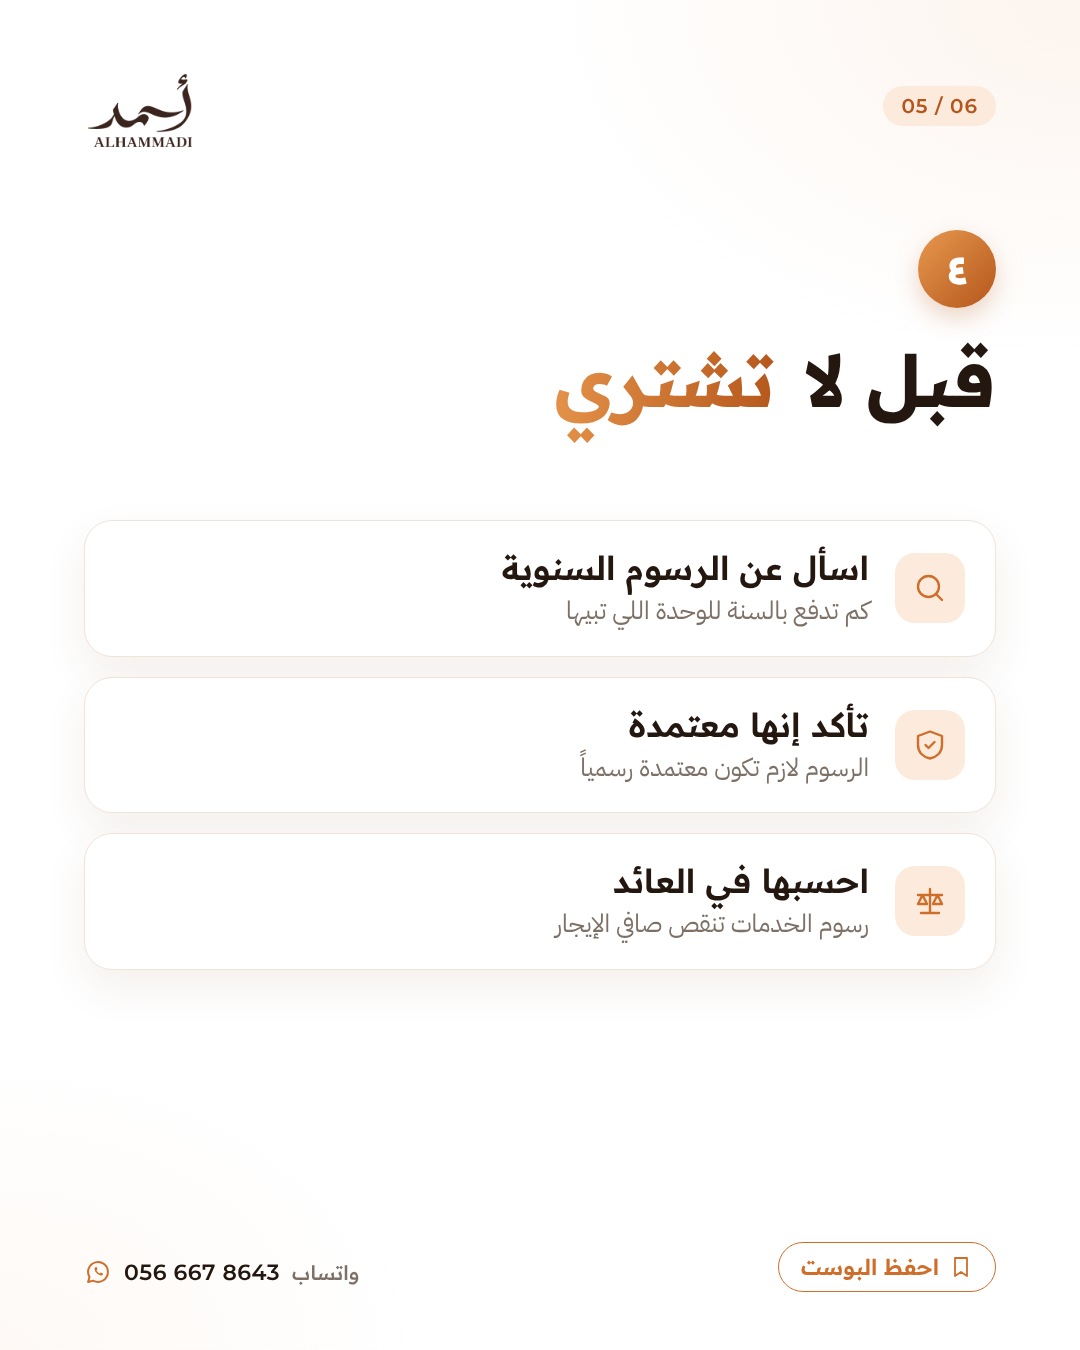 05 / 06
أحمد
ALHAMMADI
٤
قبل لا تشتري
اسأل عن الرسوم السنوية
كم تدفع بالسنة للوحدة اللي تبيها
تأكد إنها معتمدة
الرسوم لازم تكون معتمدة رسمياً
احسبها في العائد
رسوم الخدمات تنقص صافي الإيجار
احفظ البوست
واتساب 056 667 8643